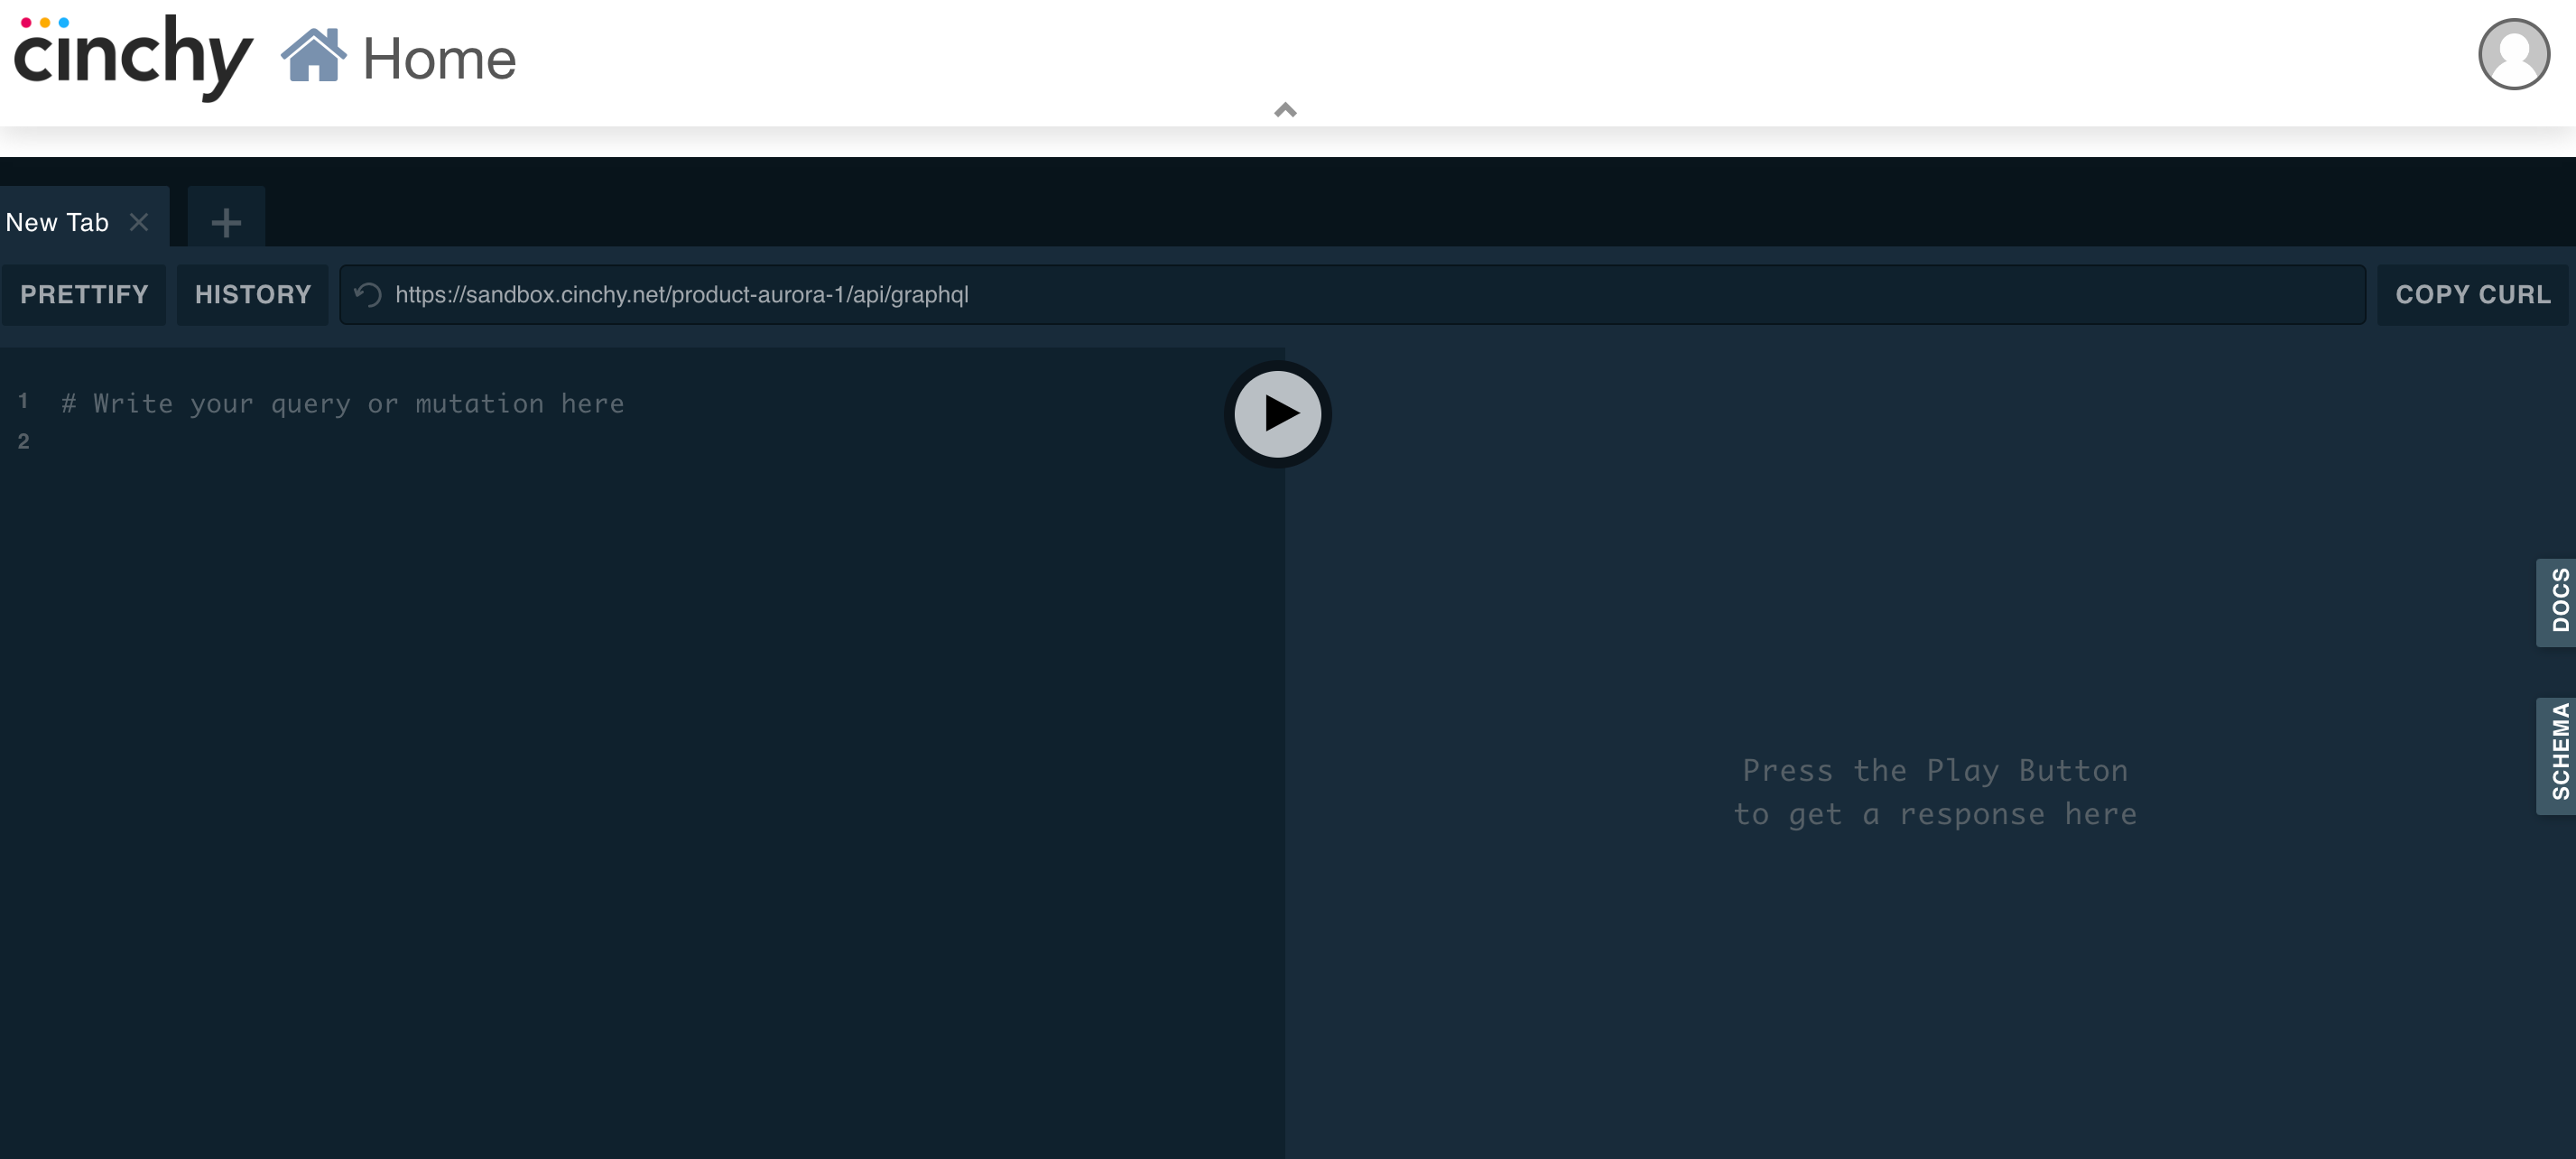 cinchy Home
New Tab
PRETTIFY HISTORY https://sandbox.cinchy.net/product-aurora-1/api/graphql COPY CURL
1 # Write your query or mutation here
2
DOCS
SCHEMA
Press the Play Button
to get a response here